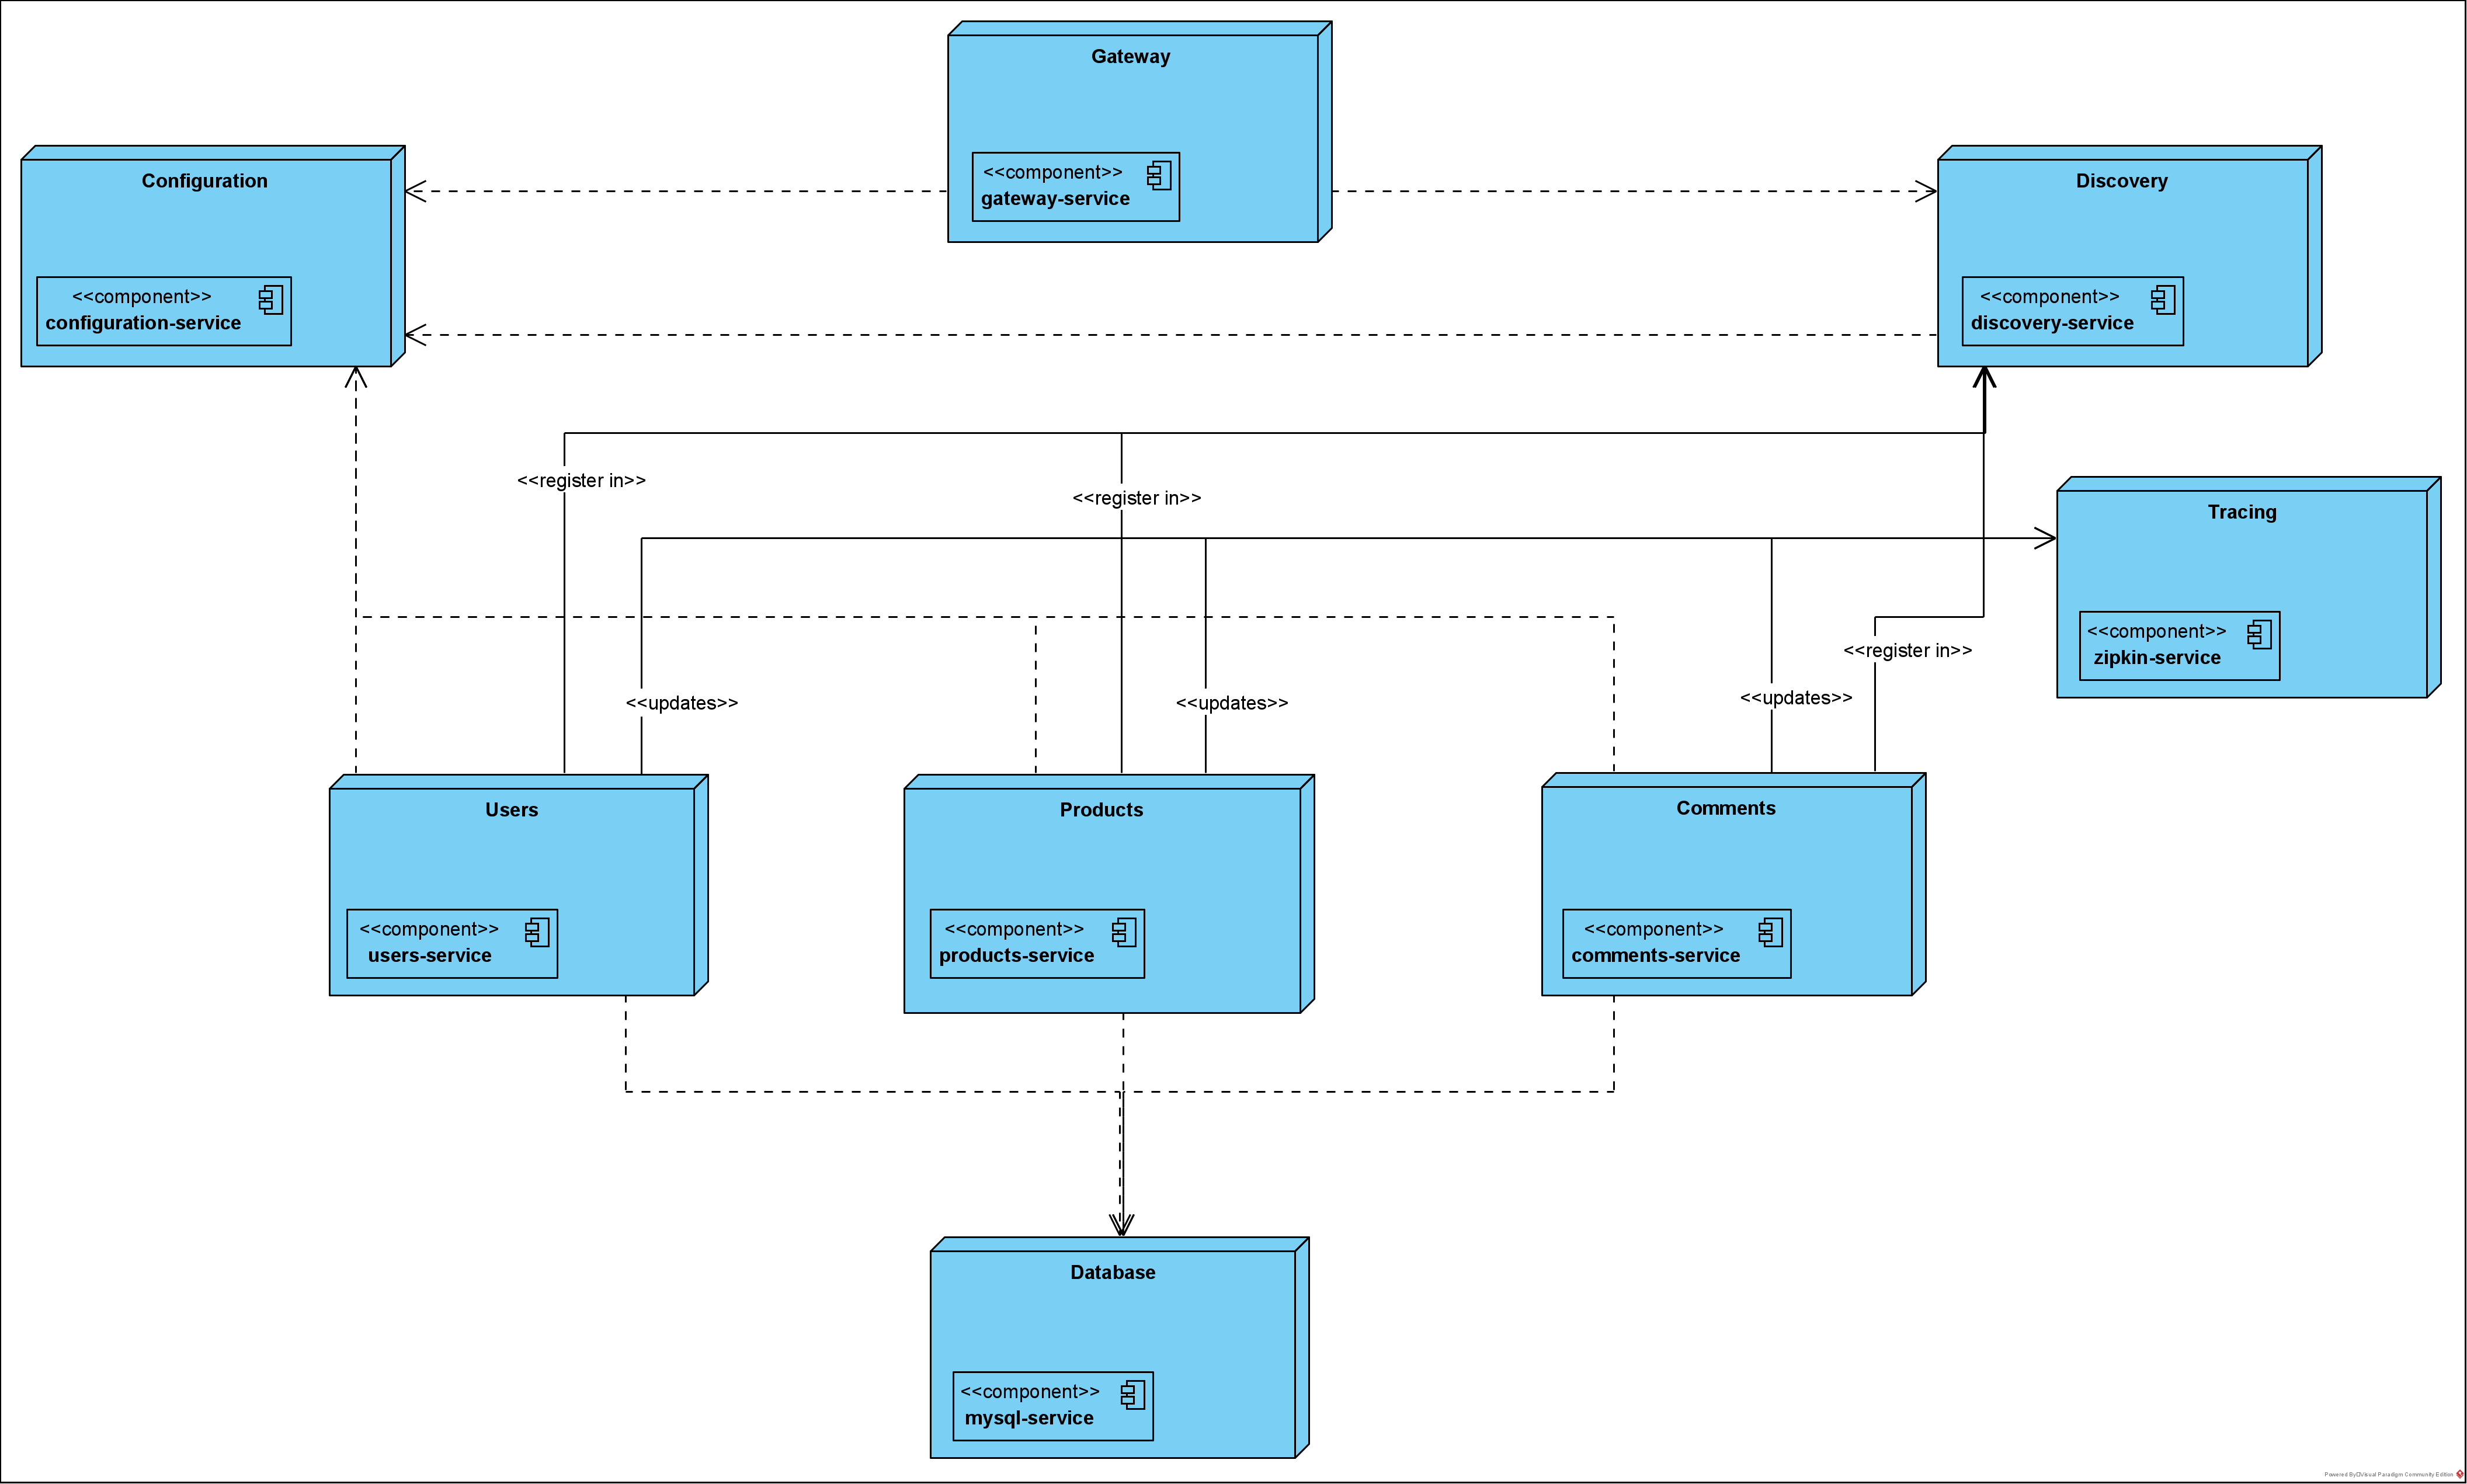 Gateway
<<component>>
gateway-service
Configuration
<<component>>
configuration-service
Discovery
<<component>>
discovery-service
<<register in>>
<<register in>>
Tracing
<<component>>
zipkin-service
<<register in>>
<<updates>>
<<updates>>
<<updates>>
Users
<<component>>
users-service
Products
<<component>>
products-service
Comments
<<component>>
comments-service
Database
<<component>>
mysql-service
Powered By Visual Paradigm Community Edition